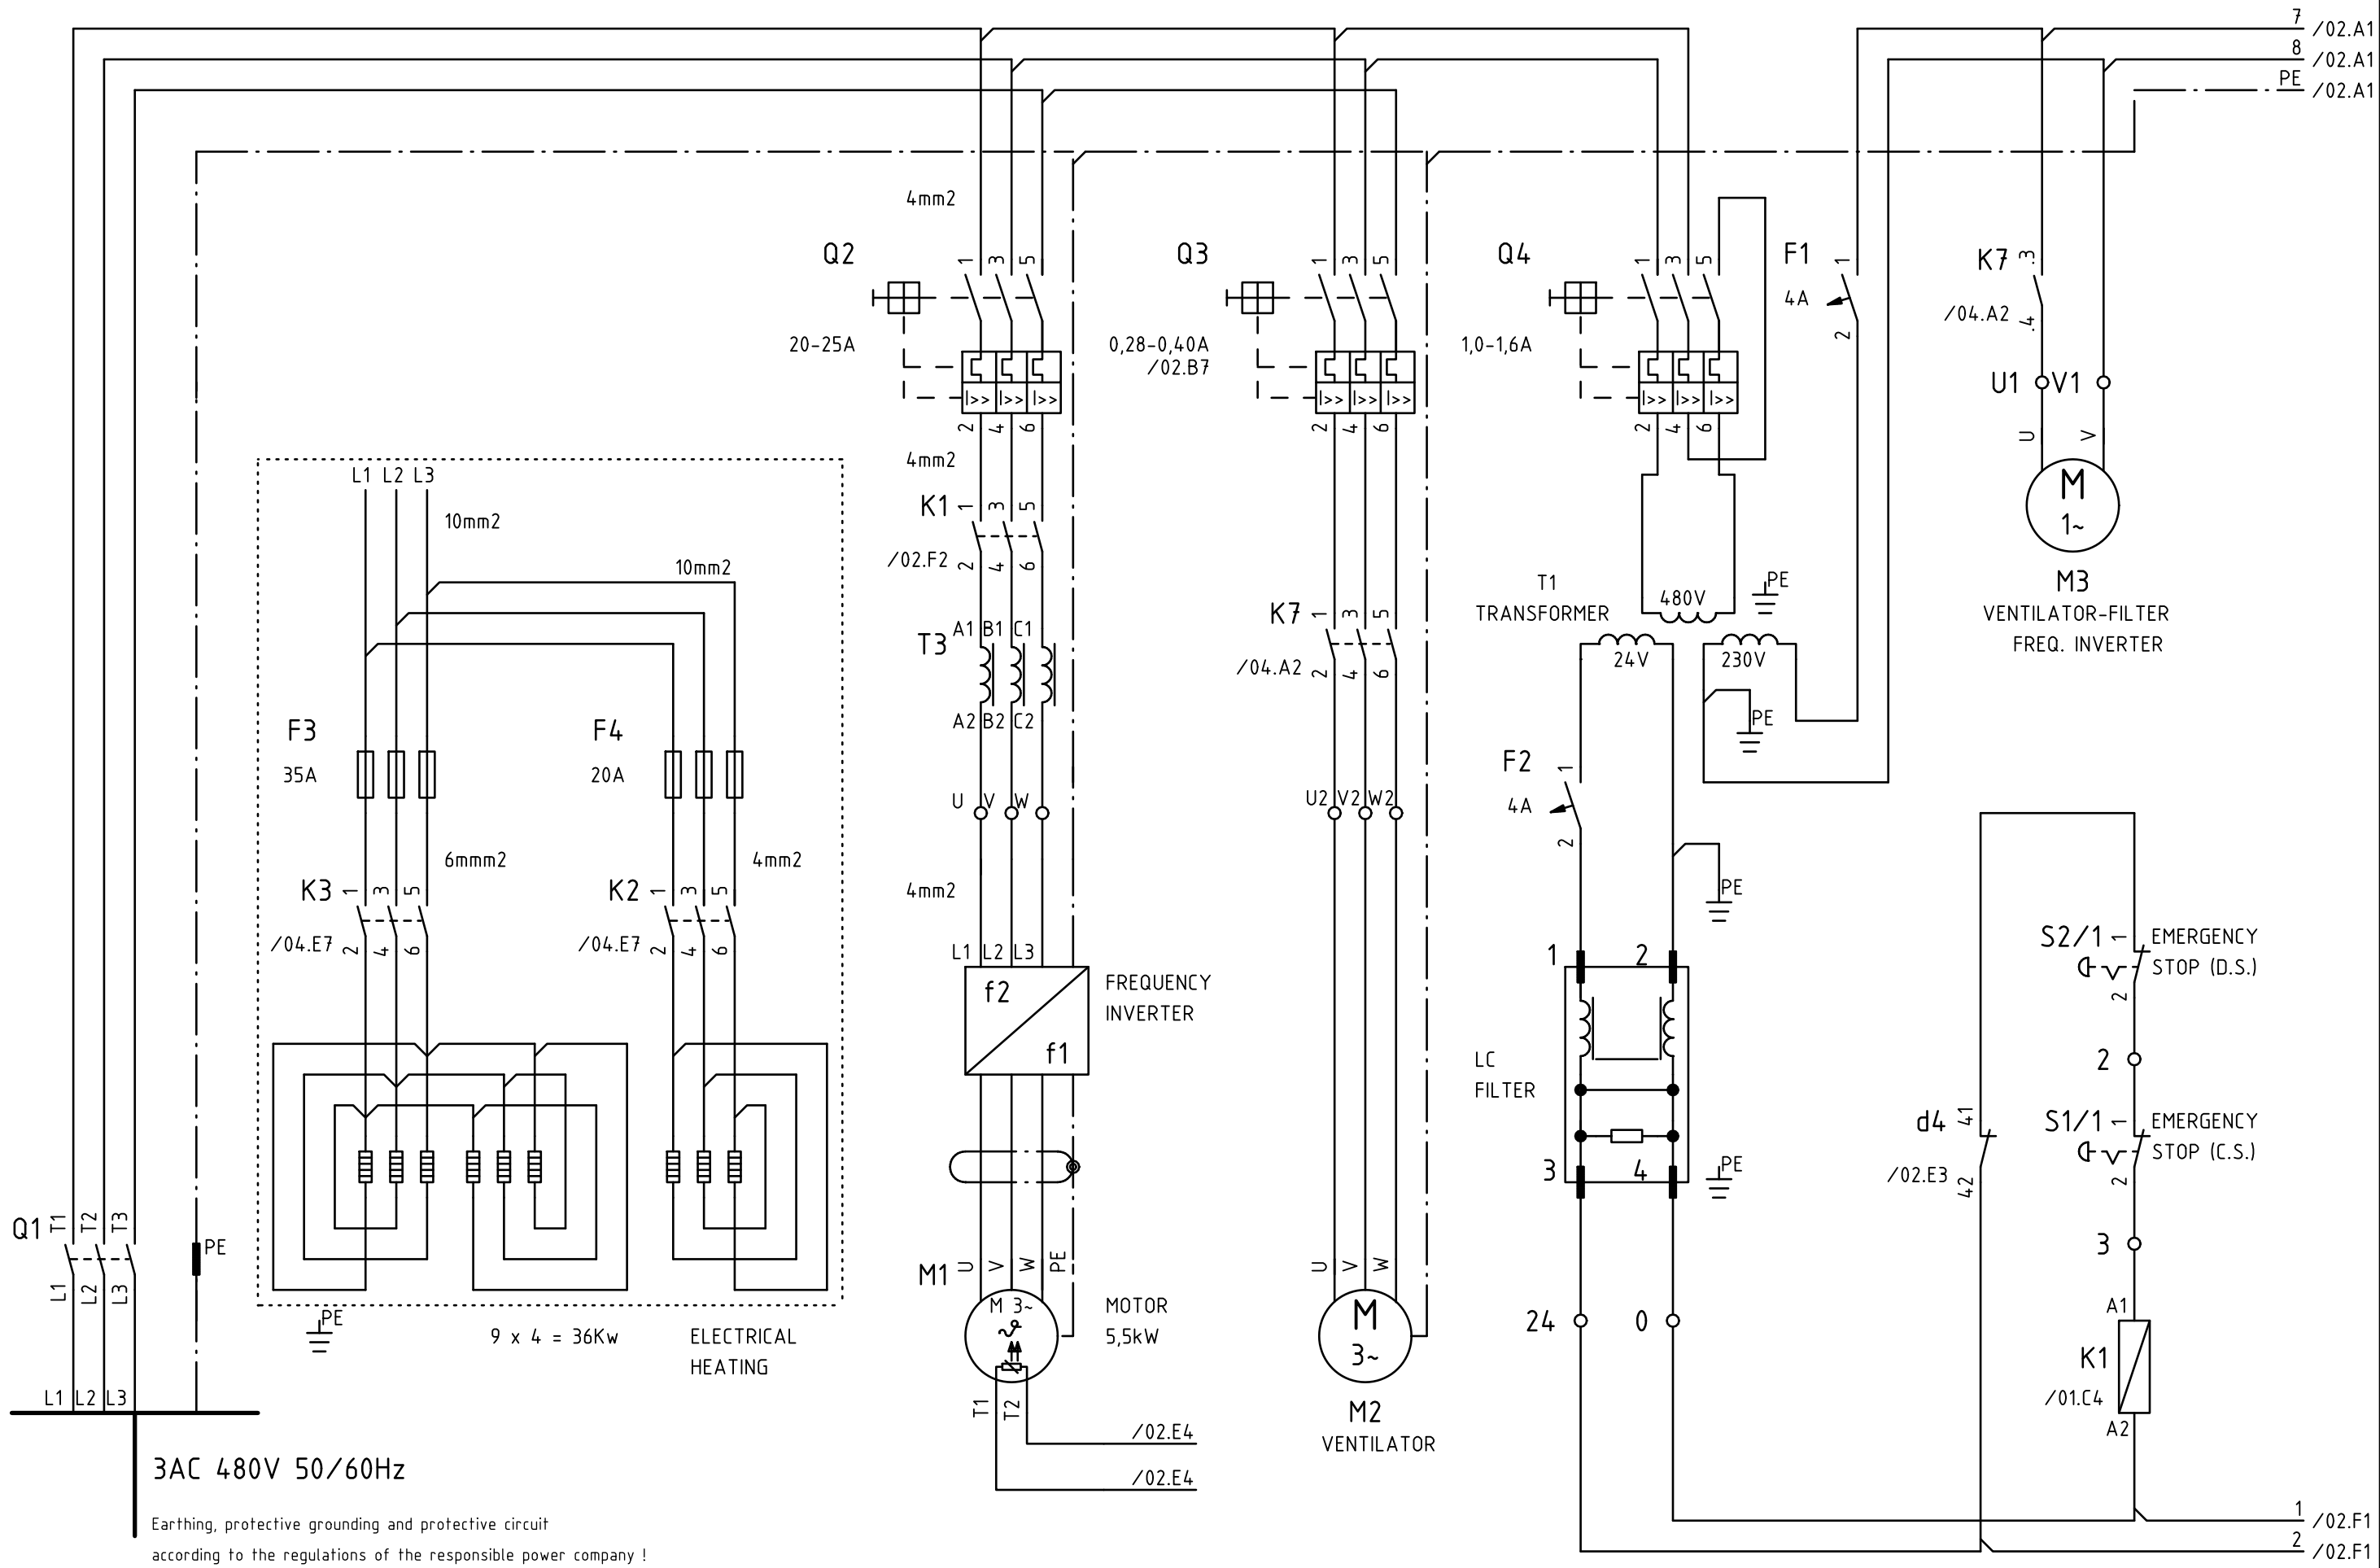 7 /02.A1
8 /02.A1
PE /02.A1
4mm2
Q2
1 3 5
20-25A
I>> I>> I>>
2 4 6
4mm2
Q3
1 3 5
0,28-0,40A
/02.B7
I>> I>> I>>
2 4 6
Q4
1 3 5
1,0-1,6A
I>> I>> I>>
2 4 6
F1
4A
1
2
K7
/04.A2
.3
.4
U1 V1
U V
M
1~
M3
VENTILATOR-FILTER
FREQ. INVERTER
L1 L2 L3
10mm2
10mm2
F3
35A
F4
20A
6mmm2
4mm2
K3
1 3 5
/04.E7
2 4 6
K2
1 3 5
/04.E7
2 4 6
PE
9 x 4 = 36Kw
ELECTRICAL
HEATING
K1
1 3 5
/02.F2
2 4 6
T3
A1 B1 C1
A2 B2 C2
U V W
4mm2
L1 L2 L3
f2
f1
FREQUENCY
INVERTER
M1
U V W PE
M 3~
MOTOR
5,5kW
T1 T2
/02.E4
/02.E4
K7
1 3 5
/04.A2
2 4 6
U2 V2 W2
U V W
M
3~
M2
VENTILATOR
T1
TRANSFORMER
480V
PE
24V
230V
PE
F2
4A
1
2
PE
1 2
LC
FILTER
3 4
PE
24 0
d4
/02.E3
41
42
S2/1
1
2
EMERGENCY
STOP (D.S.)
2
S1/1
1
2
EMERGENCY
STOP (C.S.)
3
A1
K1
/01.C4
A2
1 /02.F1
2 /02.F1
Q1
T1 T2 T3
L1 L2 L3
PE
L1 L2 L3
3AC 480V 50/60Hz
Earthing, protective grounding and protective circuit
according to the regulations of the responsible power company !